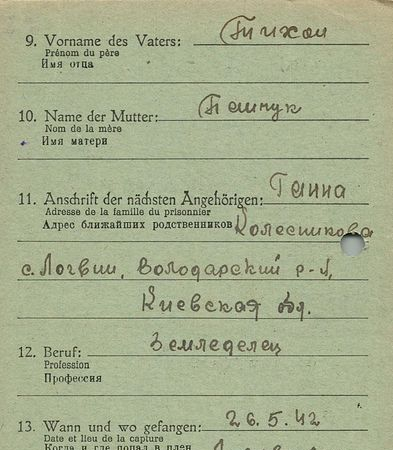 9. Vorname des Vaters: Тихон
Prénom du père
Имя отца
10. Name der Mutter: Пемчук
Nom de la mère
Имя матери
11. Anschrift der nächsten Angehörigen: Ганна
Adresse de la famille du prisonnier
Адрес ближайших родственников Колесникова
с. Логвин, Володарский р-н,
Киевская обл.
12. Beruf: Земледелец
Profession
Профессия
13. Wann und wo gefangen: 26.5.42
Date et lieu de la capture
Когда и где попал в плен